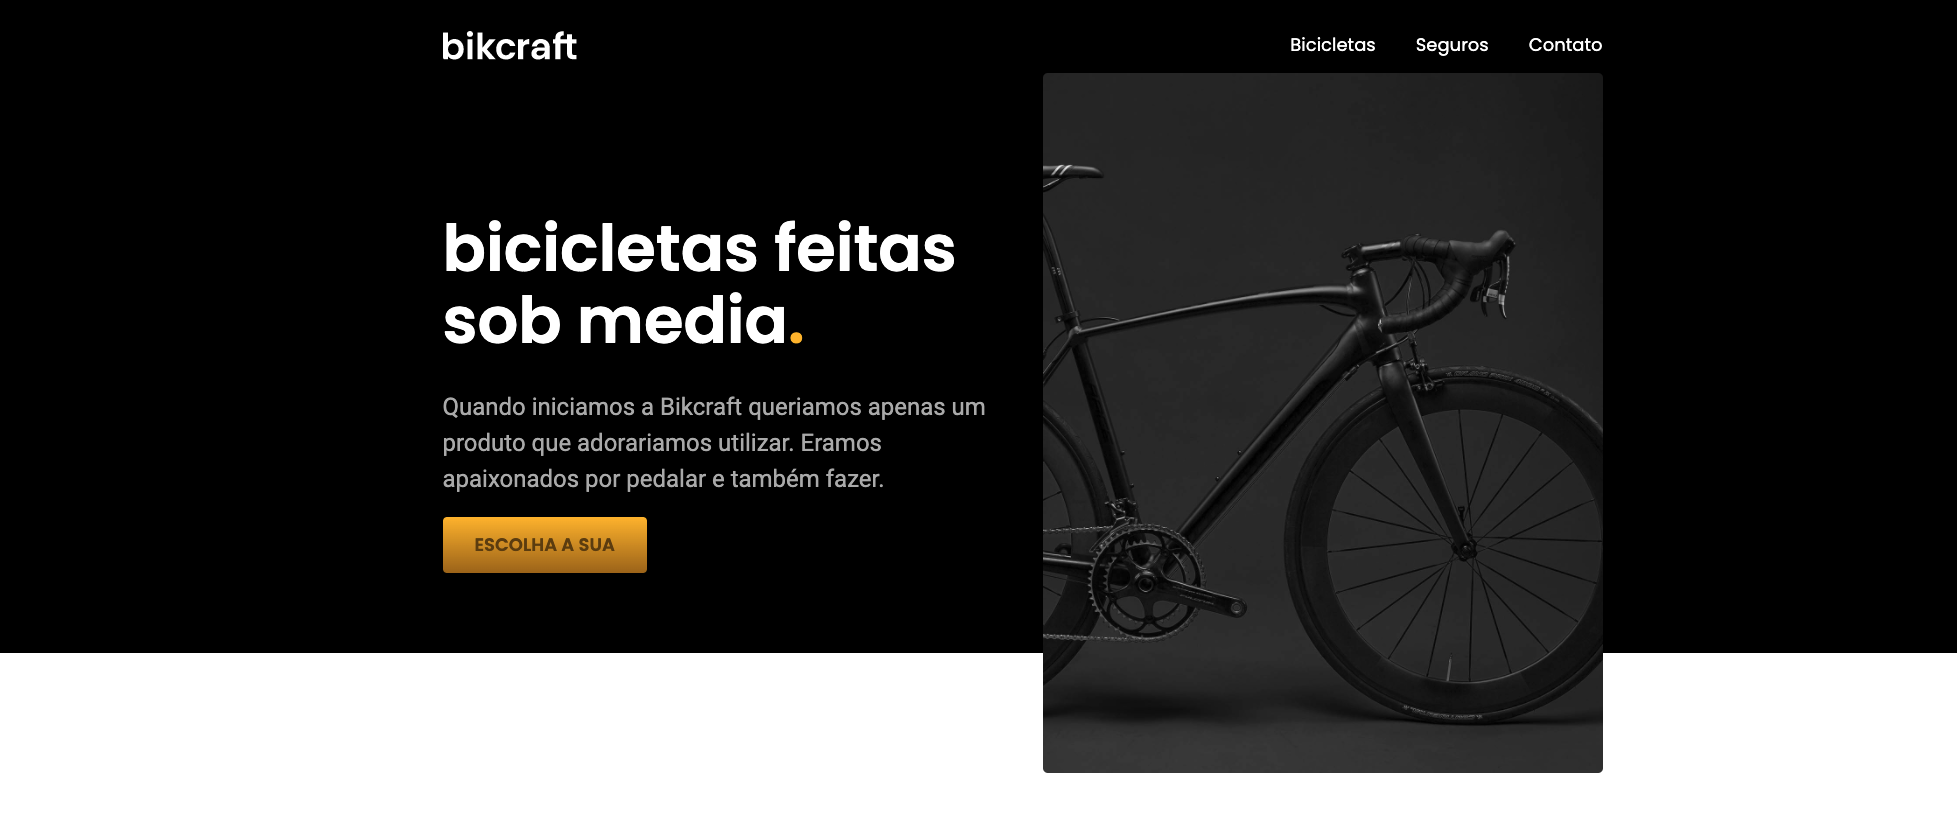 bikcraft
Bicicletas Seguros Contato
bicicletas feitas
sob media.
Quando iniciamos a Bikcraft queriamos apenas um
produto que adorariamos utilizar. Eramos
apaixonados por pedalar e também fazer.
ESCOLHA A SUA